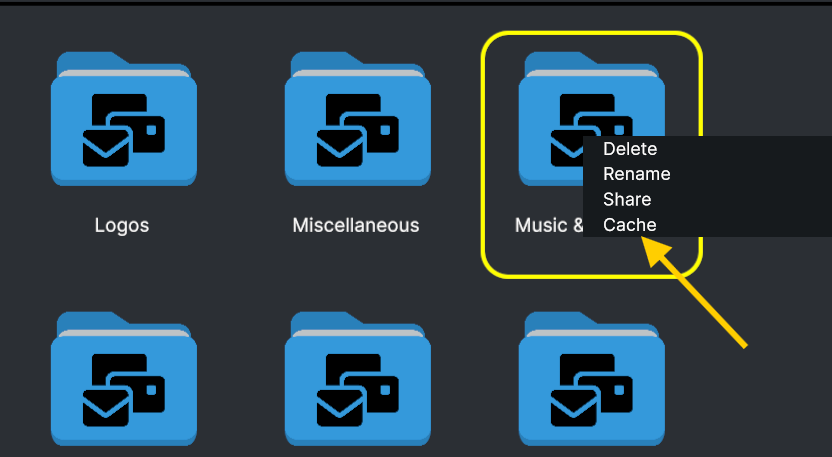 Delete
Rename
Share
Cache
Logos
Miscellaneous
Music &